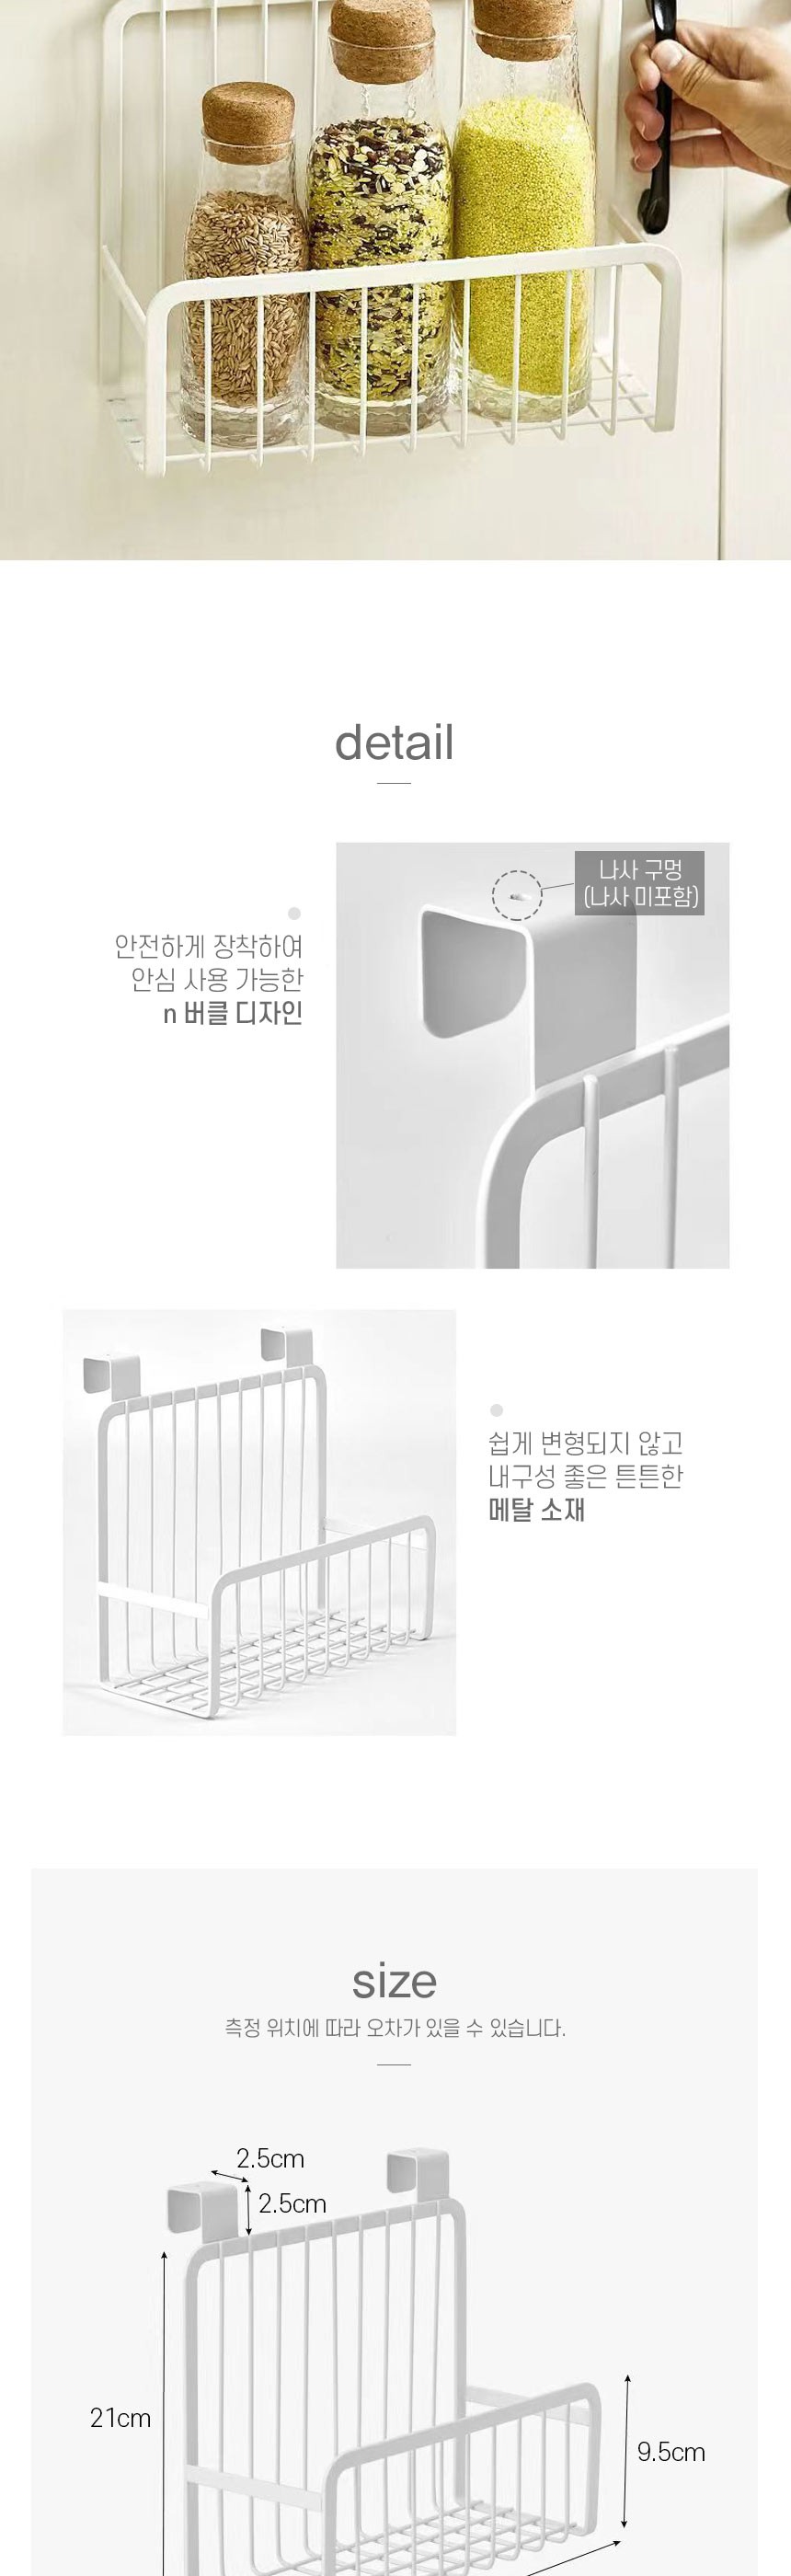 detail
나사 구멍
(나사 미포함)
안전하게 장착하여
안심 사용 가능한
n 버클 디자인
쉽게 변형되지 않고
내구성 좋은 튼튼한
메탈 소재
size
측정 위치에 따라 오차가 있을 수 있습니다.
2.5cm
2.5cm
21cm
9.5cm